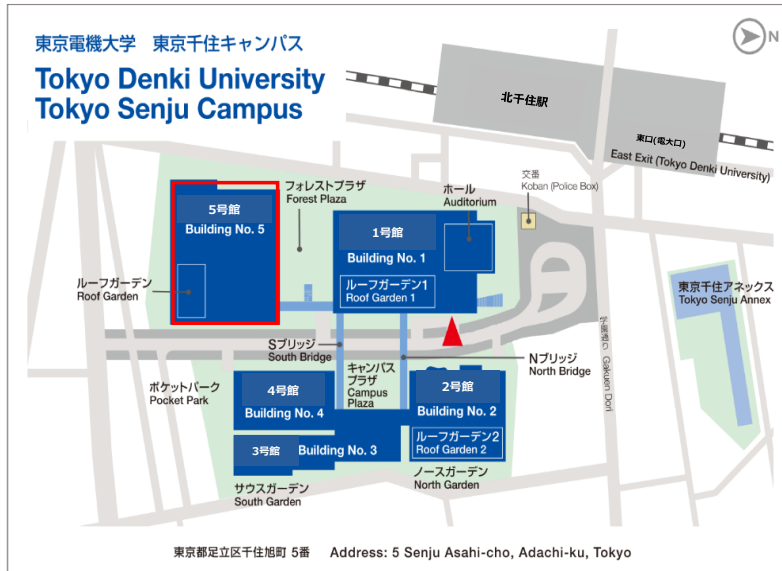 東京電機大学 東京千住キャンパス
Tokyo Denki University
Tokyo Senju Campus
N
北千住駅
東口(電大口)
East Exit (Tokyo Denki University)
交番
Koban (Police Box)
フォレストプラザ
Forest Plaza
ホール
Auditorium
5号館
Building No. 5
1号館
Building No. 1
ルーフガーデン
Roof Garden
ルーフガーデン1
Roof Garden 1
東京千住アネックス
Tokyo Senju Annex
Sブリッジ
South Bridge
Nブリッジ
North Bridge
学園通り Gakuen Dori
ポケットパーク
Pocket Park
キャンパス
プラザ
Campus
Plaza
4号館
Building No. 4
2号館
Building No. 2
ルーフガーデン2
Roof Garden 2
3号館
Building No. 3
サウスガーデン
South Garden
ノースガーデン
North Garden
東京都足立区千住旭町 5番 Address: 5 Senju Asahi-cho, Adachi-ku, Tokyo